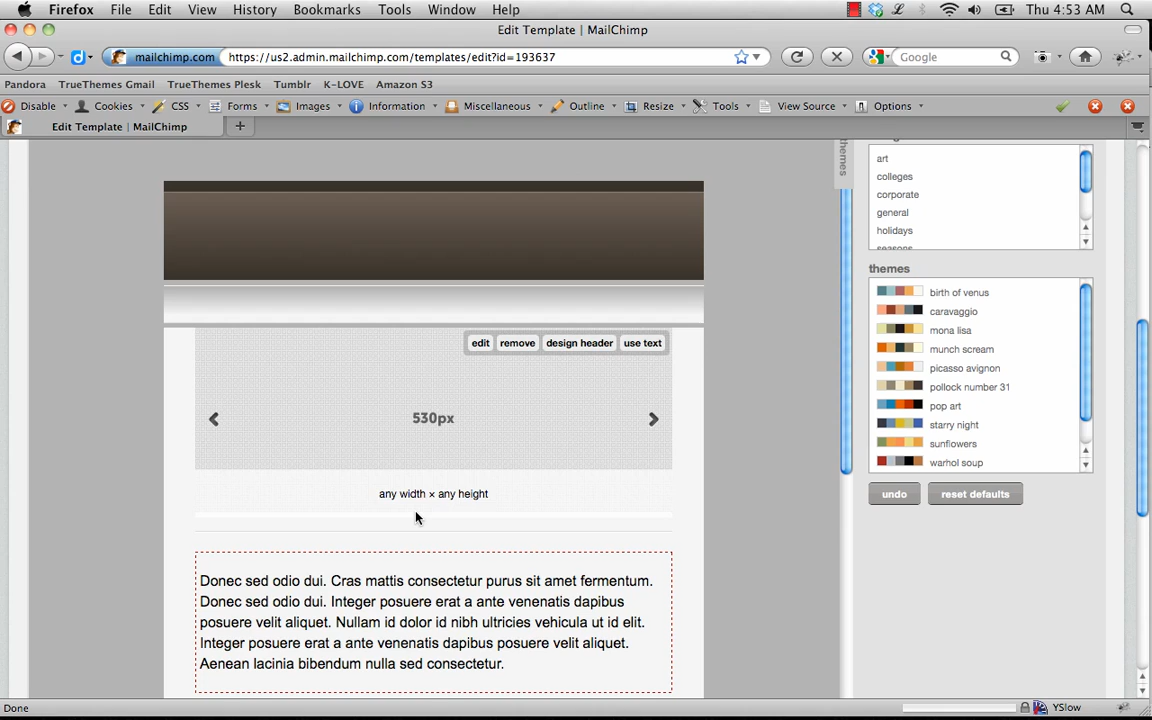 Firefox File Edit View History Bookmarks Tools Window Help Thu 4:53 AM
Edit Template | MailChimp
mailchimp.com https://us2.admin.mailchimp.com/templates/edit?id=193637 Google
Pandora TrueThemes Gmail TrueThemes Plesk Tumblr K-LOVE Amazon S3
Disable Cookies CSS Forms Images Information Miscellaneous Outline Resize Tools View Source Options
Edit Template | MailChimp
themes
art
colleges
corporate
general
holidays
seasons
themes
birth of venus
caravaggio
mona lisa
munch scream
picasso avignon
pollock number 31
pop art
starry night
sunflowers
warhol soup
undo reset defaults
edit remove design header use text
530px
any width × any height
Donec sed odio dui. Cras mattis consectetur purus sit amet fermentum.
Donec sed odio dui. Integer posuere erat a ante venenatis dapibus
posuere velit aliquet. Nullam id dolor id nibh ultricies vehicula ut id elit.
Integer posuere erat a ante venenatis dapibus posuere velit aliquet.
Aenean lacinia bibendum nulla sed consectetur.
Done YSlow